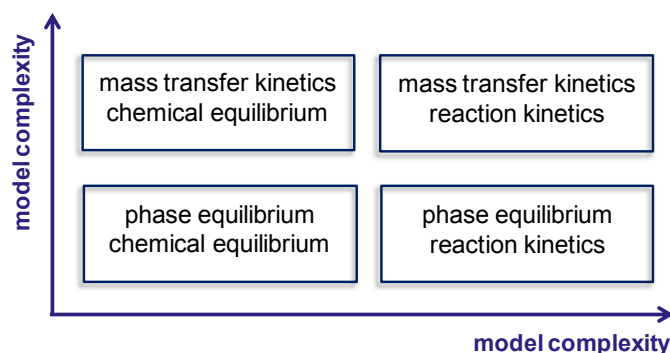 model complexity
mass transfer kinetics
chemical equilibrium
mass transfer kinetics
reaction kinetics
phase equilibrium
chemical equilibrium
phase equilibrium
reaction kinetics
model complexity